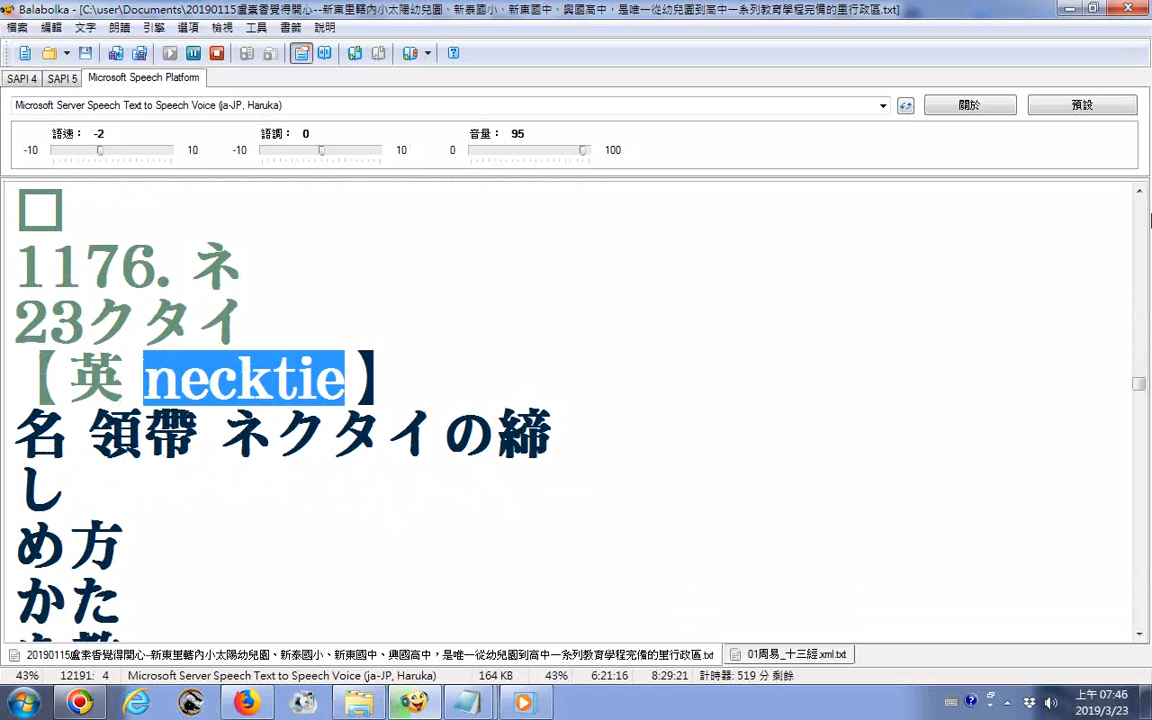 Balabolka - [C:\user\Documents\20190115盧素香覺得開心--新東里轄內小太陽幼兒園、新泰國小、新東國中、興國高中，是唯一從幼兒園到高中一系列教育學程完備的里行政區.txt]
檔案 編輯 文字 朗讀 引擎 選項 檢視 工具 書籤 說明
SAPI 4 SAPI 5 Microsoft Speech Platform
Microsoft Server Speech Text to Speech Voice (ja-JP, Haruka) 關於 預設
語速： -2 語調： 0 音量： 95
-10 10 -10 10 0 100
□
1176. ネ
23クタイ
【 英 necktie 】
名 領帶 ネクタイの締
し
め方
かた
20190115盧素香覺得開心--新東里轄內小太陽幼兒園、新泰國小、新東國中、興國高中，是唯一從幼兒園到高中一系列教育學程完備的里行政區.txt 01周易_十三經.xml.txt
43% 12191: 4 Microsoft Server Speech Text to Speech Voice (ja-JP, Haruka) 164 KB 43% 6:21:16 8:29:21 計時器: 519 分 剩餘
上午 07:46
2019/3/23